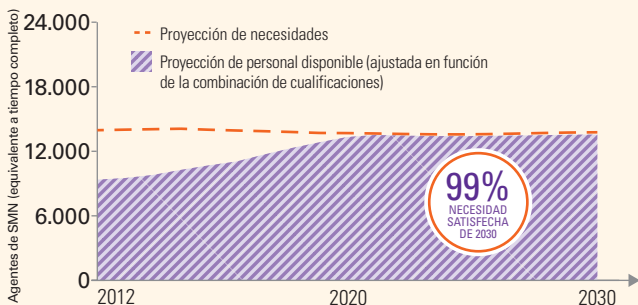 Agentes de SMIN (equivalente a tiempo completo)
24.000
18.000
12.000
6.000
0
Proyección de necesidades
Proyección de personal disponible (ajustada en función
de la combinación de cualificaciones)
99%
NECESIDAD
SATISFECHA
DE 2030
2012
2020
2030